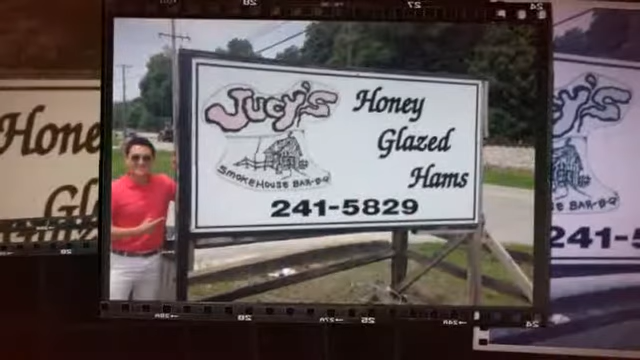 Jucy's
SMOKEHOUSE BAR-B-Q
Honey
Glazed
Hams
241-5829